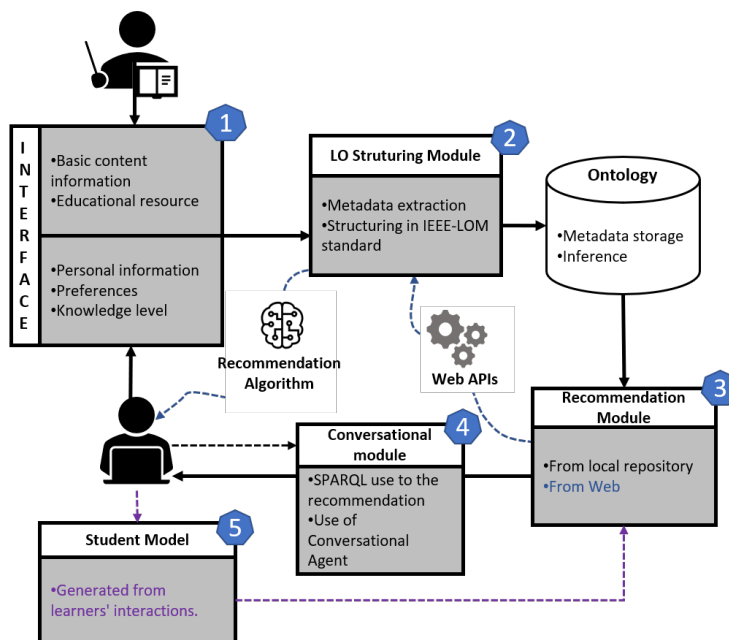 1
INTERFACE
•Basic content
information
•Educational resource
•Personal information
•Preferences
•Knowledge level
2
LO Struturing Module
•Metadata extraction
•Structuring in IEEE-LOM
standard
Ontology
•Metadata storage
•Inference
Recommendation
Algorithm
Web APIs
3
Recommendation
Module
•From local repository
•From Web
4
Conversational
module
•SPARQL use to the
recommendation
•Use of
Conversational
Agent
5
Student Model
•Generated from
learners' interactions.